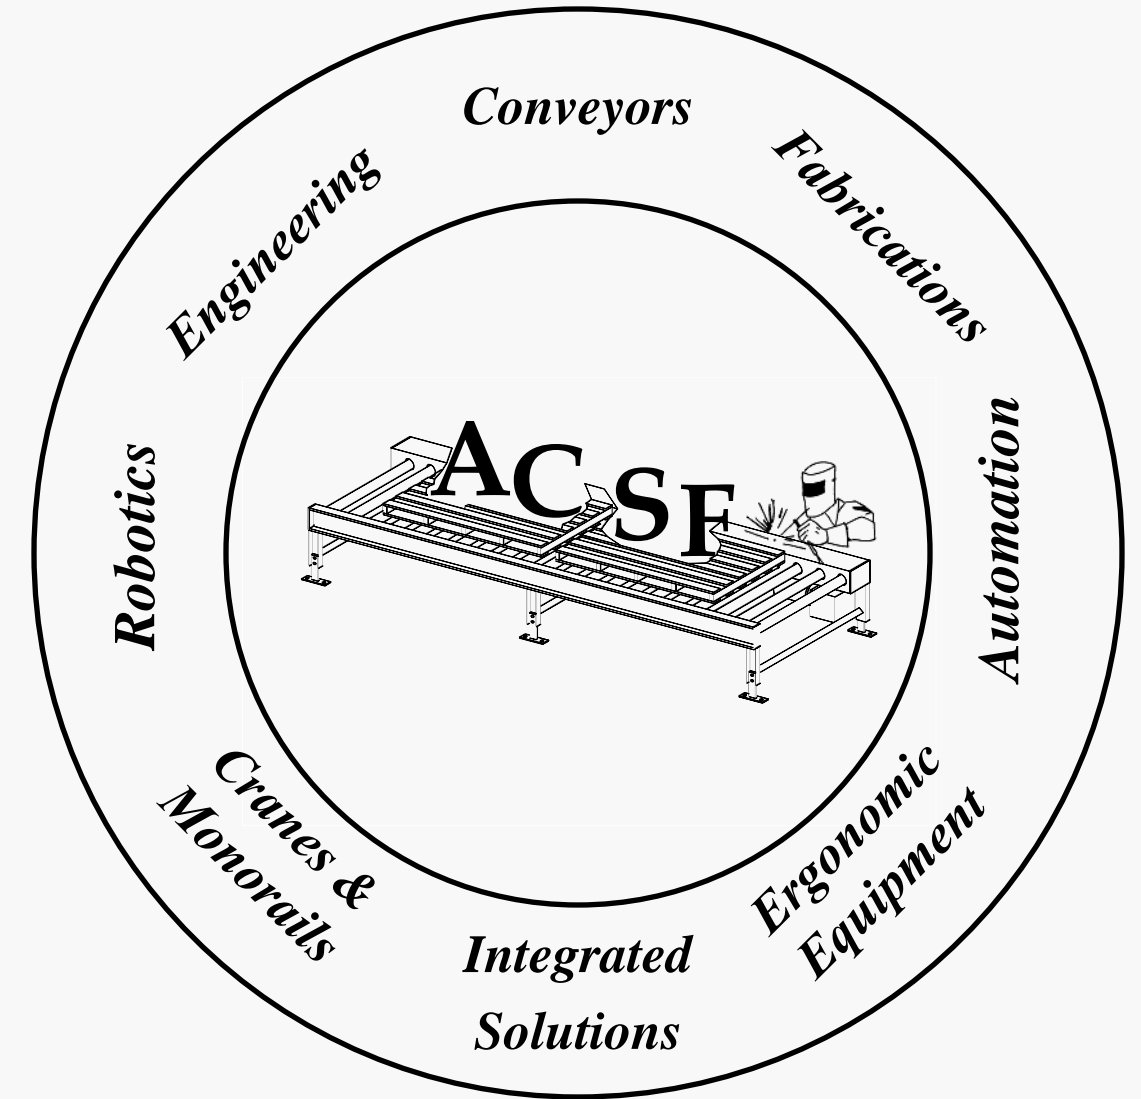 Conveyors
Fabrications
Automation
Ergonomic
Equipment
Integrated
Solutions
Cranes &
Monorails
Robotics
Engineering
ACSF